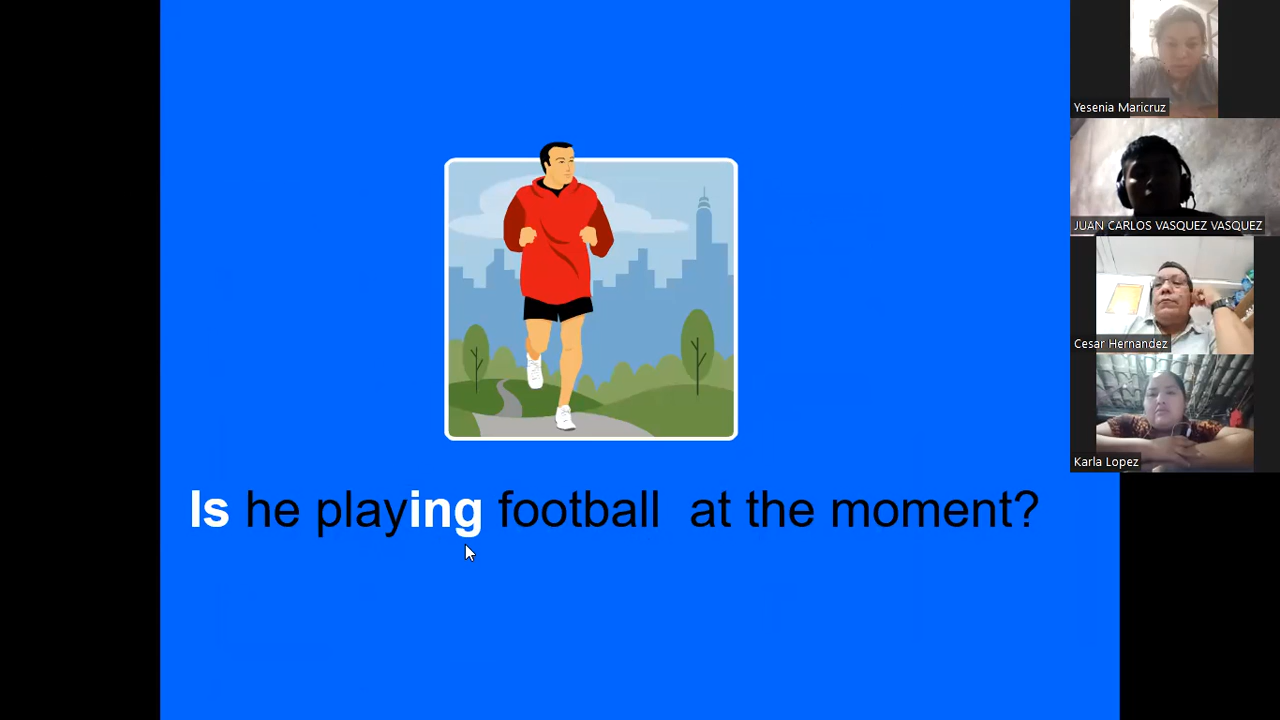 Yesenia Maricruz
JUAN CARLOS VASQUEZ VASQUEZ
Cesar Hernandez
Karla Lopez
Is he playing football at the moment?